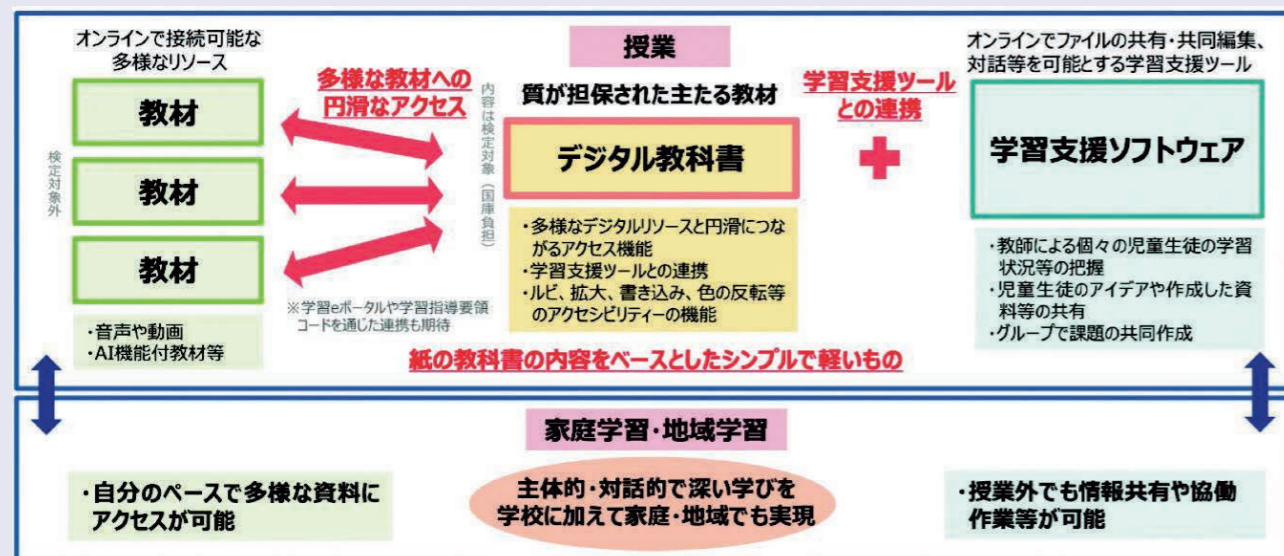 オンラインで接続可能な
多様なリソース
教材
教材
教材
検定対象外
・音声や動画
・AI機能付教材等
多様な教材への
円滑なアクセス
※学習eポータルや学習指導要領
コードを通じた連携も期待
授業
質が担保された主たる教材
内容は検定対象（国庫負担）
デジタル教科書
・多様なデジタルリソースと円滑につな
がるアクセス機能
・学習支援ツールとの連携
・ルビ、拡大、書き込み、色の反転等
のアクセシビリティーの機能
紙の教科書の内容をベースとしたシンプルで軽いもの
学習支援ツール
との連携
オンラインでファイルの共有・共同編集、
対話等を可能とする学習支援ツール
学習支援ソフトウェア
・教師による個々の児童生徒の学習
状況等の把握
・児童生徒のアイデアや作成した資
料等の共有
・グループで課題の共同作成
家庭学習・地域学習
・自分のペースで多様な資料に
アクセスが可能
主体的・対話的で深い学びを
学校に加えて家庭・地域でも実現
・授業外でも情報共有や協働
作業等が可能